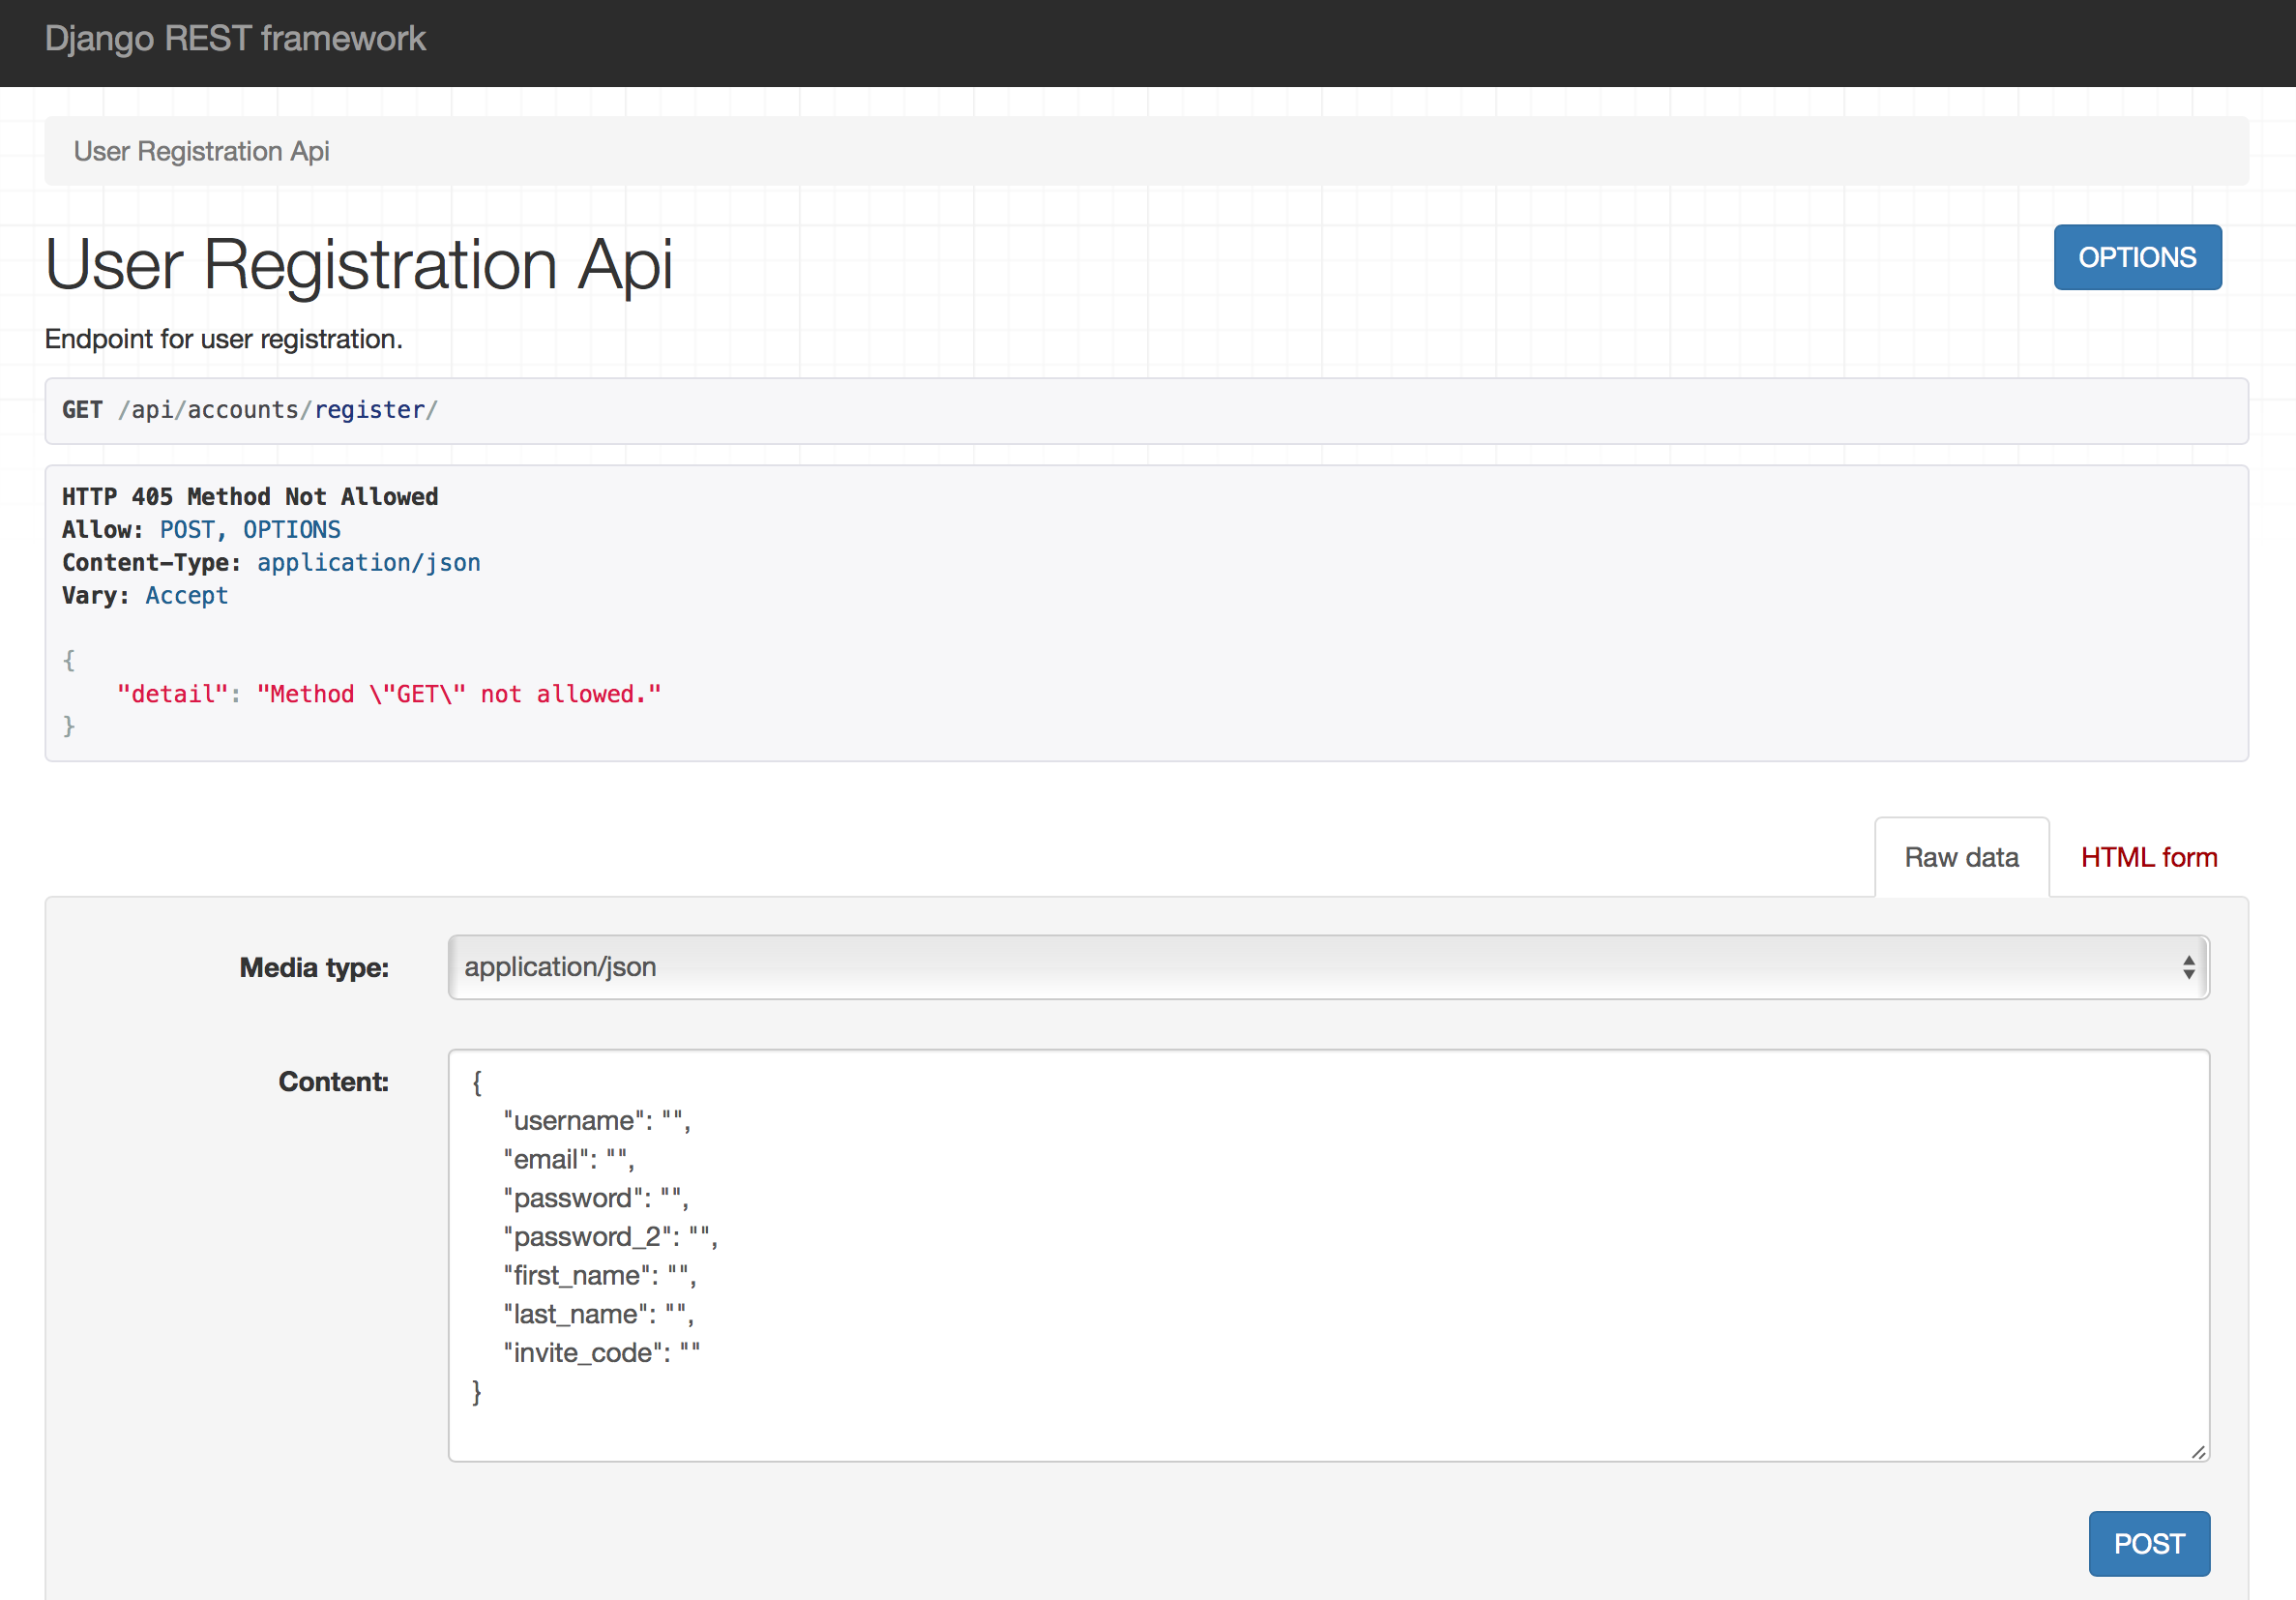 Django REST framework
User Registration Api
User Registration Api
OPTIONS
Endpoint for user registration.
GET /api/accounts/register/
HTTP 405 Method Not Allowed
Allow: POST, OPTIONS
Content-Type: application/json
Vary: Accept
{
    "detail": "Method \"GET\" not allowed."
}
Raw data
HTML form
Media type:
application/json
Content:
{
    "username": "",
    "email": "",
    "password": "",
    "password_2": "",
    "first_name": "",
    "last_name": "",
    "invite_code": ""
}
POST